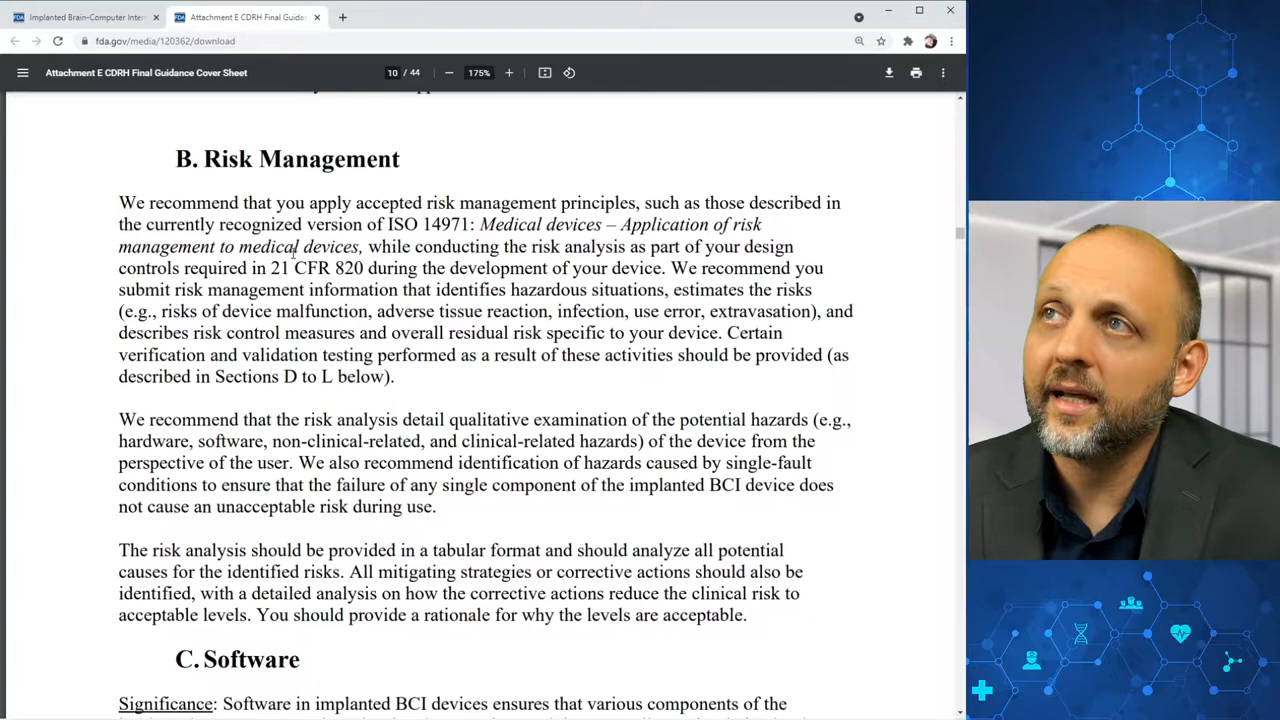 Implanted Brain-Computer Inter
Attachment E CDRH Final Guida
fda.gov/media/120362/download
Attachment E CDRH Final Guidance Cover Sheet
10 / 44
175%
B. Risk Management
We recommend that you apply accepted risk management principles, such as those described in
the currently recognized version of ISO 14971: Medical devices – Application of risk
management to medical devices, while conducting the risk analysis as part of your design
controls required in 21 CFR 820 during the development of your device. We recommend you
submit risk management information that identifies hazardous situations, estimates the risks
(e.g., risks of device malfunction, adverse tissue reaction, infection, use error, extravasation), and
describes risk control measures and overall residual risk specific to your device. Certain
verification and validation testing performed as a result of these activities should be provided (as
described in Sections D to L below).
We recommend that the risk analysis detail qualitative examination of the potential hazards (e.g.,
hardware, software, non-clinical-related, and clinical-related hazards) of the device from the
perspective of the user. We also recommend identification of hazards caused by single-fault
conditions to ensure that the failure of any single component of the implanted BCI device does
not cause an unacceptable risk during use.
The risk analysis should be provided in a tabular format and should analyze all potential
causes for the identified risks. All mitigating strategies or corrective actions should also be
identified, with a detailed analysis on how the corrective actions reduce the clinical risk to
acceptable levels. You should provide a rationale for why the levels are acceptable.
C. Software
Significance: Software in implanted BCI devices ensures that various components of the